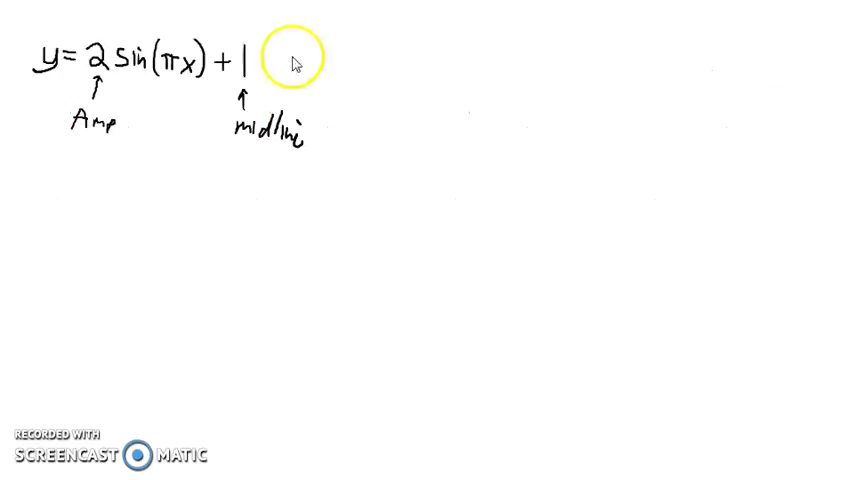 y = 2 sin(πx) + 1
Amp
midline
RECORDED WITH
SCREENCAST MATIC